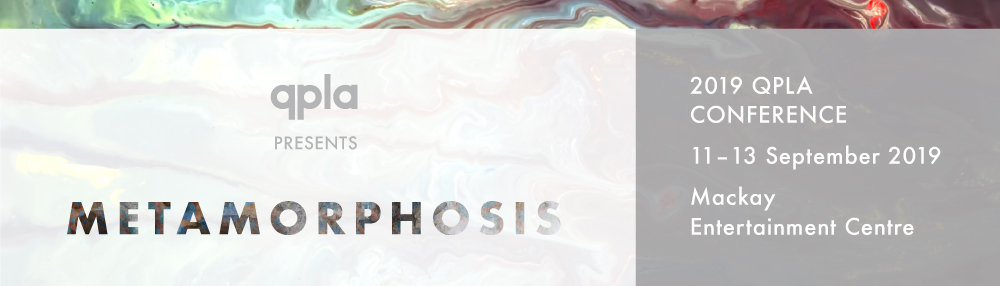 qpla
PRESENTS
METAMORPHOSIS
2019 QPLA
CONFERENCE
11–13 September 2019
Mackay
Entertainment Centre